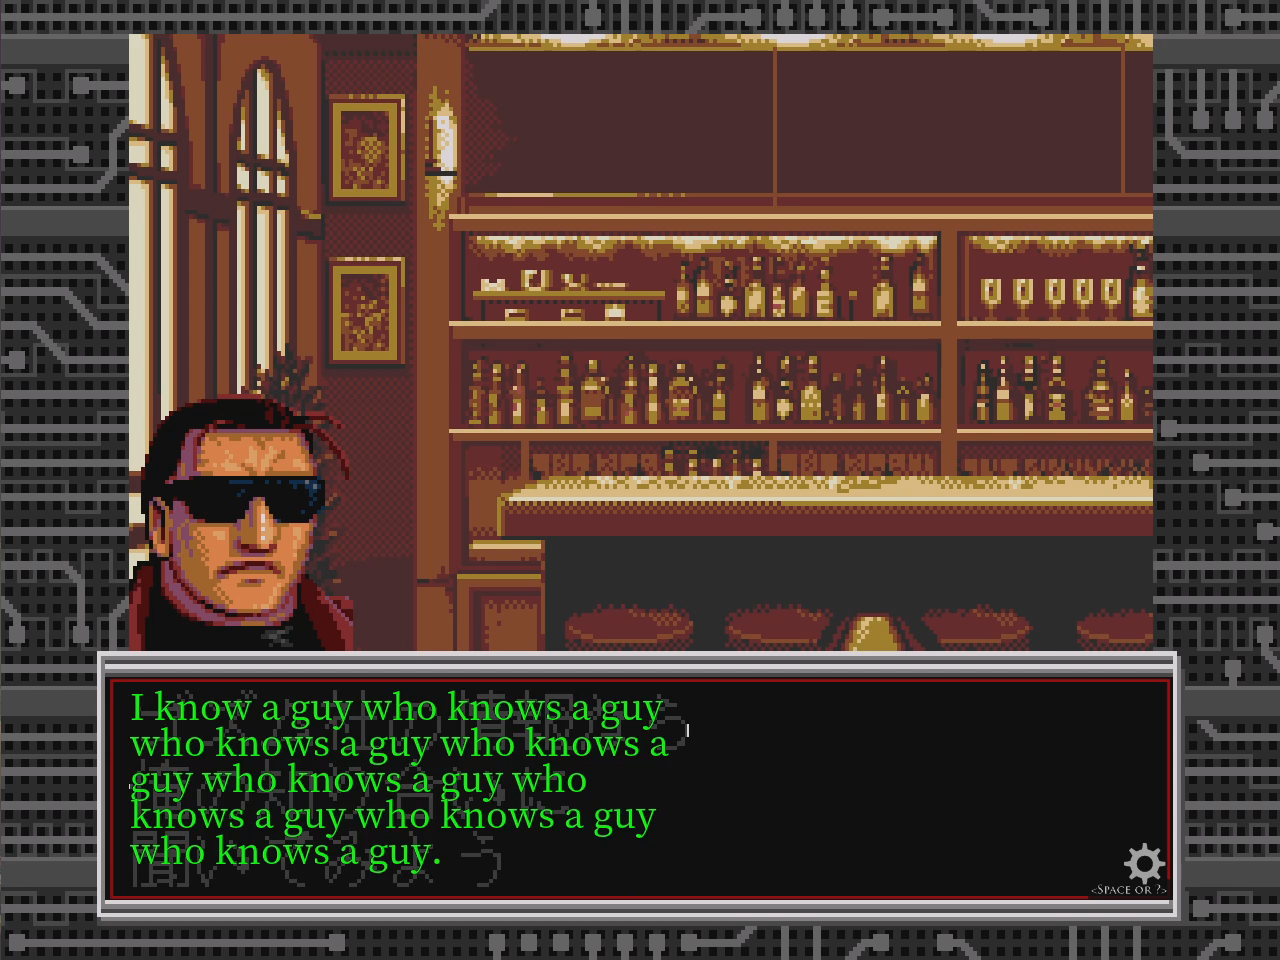 I know a guy who knows a guy
who knows a guy who knows a
guy who knows a guy who
knows a guy who knows a guy
who knows a guy.
<Space or ?>